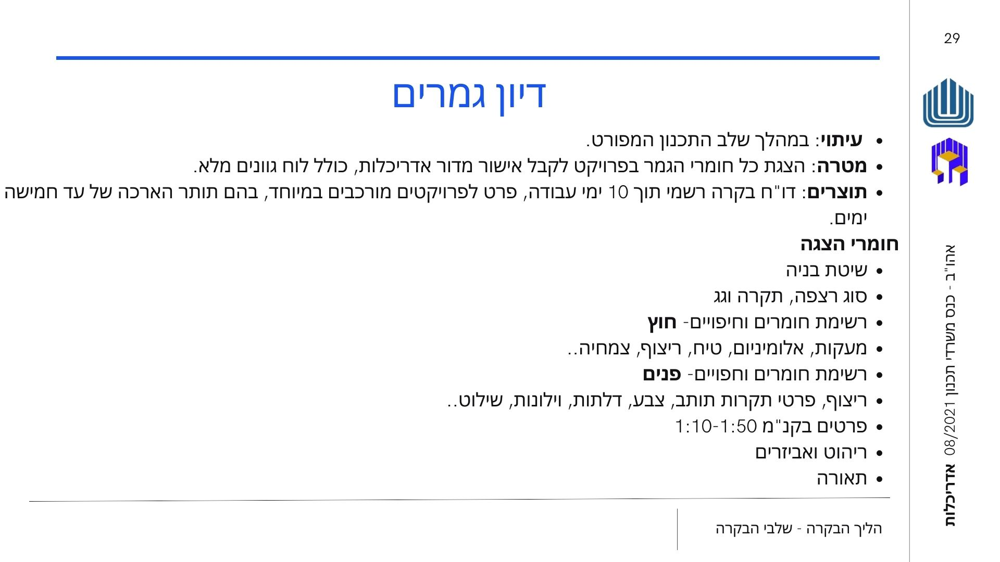 29
דיון גמרים
עיתוי: במהלך שלב התכנון המפורט.
מטרה: הצגת כל חומרי הגמר בפרויקט לקבל אישור מדור אדריכלות, כולל לוח גוונים מלא.
תוצרים: דו"ח בקרה רשמי תוך 10 ימי עבודה, פרט לפרויקטים מורכבים במיוחד, בהם תותר הארכה של עד חמישה
ימים.
חומרי הצגה
שיטת בניה
סוג רצפה, תקרה וגג
רשימת חומרים וחיפויים- חוץ
מעקות, אלומיניום, טיח, ריצוף, צמחיה..
רשימת חומרים וחפויים- פנים
ריצוף, פרטי תקרות תותב, צבע, דלתות, וילונות, שילוט..
פרטים בקנ"מ 1:10-1:50
ריהוט ואביזרים
תאורה
הליך הבקרה - שלבי הבקרה
אהו"ב - כנס משרדי תכנון 08/2021 אדריכלות